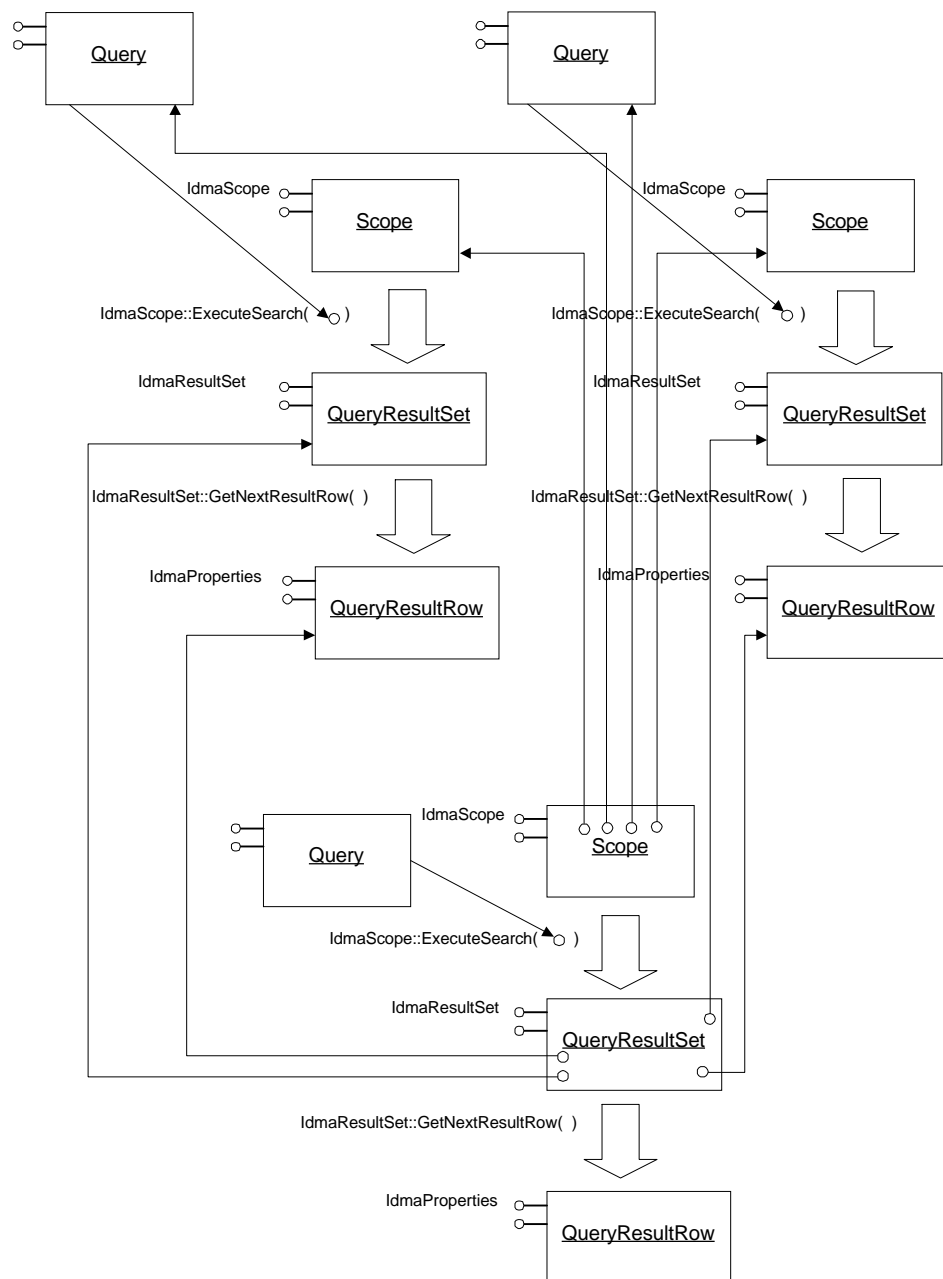 Query
Query
IdmaScope
IdmaScope
Scope
Scope
IdmaScope::ExecuteSearch( )
IdmaScope::ExecuteSearch( )
IdmaResultSet
IdmaResultSet
QueryResultSet
QueryResultSet
IdmaResultSet::GetNextResultRow( )
IdmaResultSet::GetNextResultRow( )
IdmaProperties
IdmaProperties
QueryResultRow
QueryResultRow
IdmaScope
Query
Scope
IdmaScope::ExecuteSearch( )
IdmaResultSet
QueryResultSet
IdmaResultSet::GetNextResultRow( )
IdmaProperties
QueryResultRow